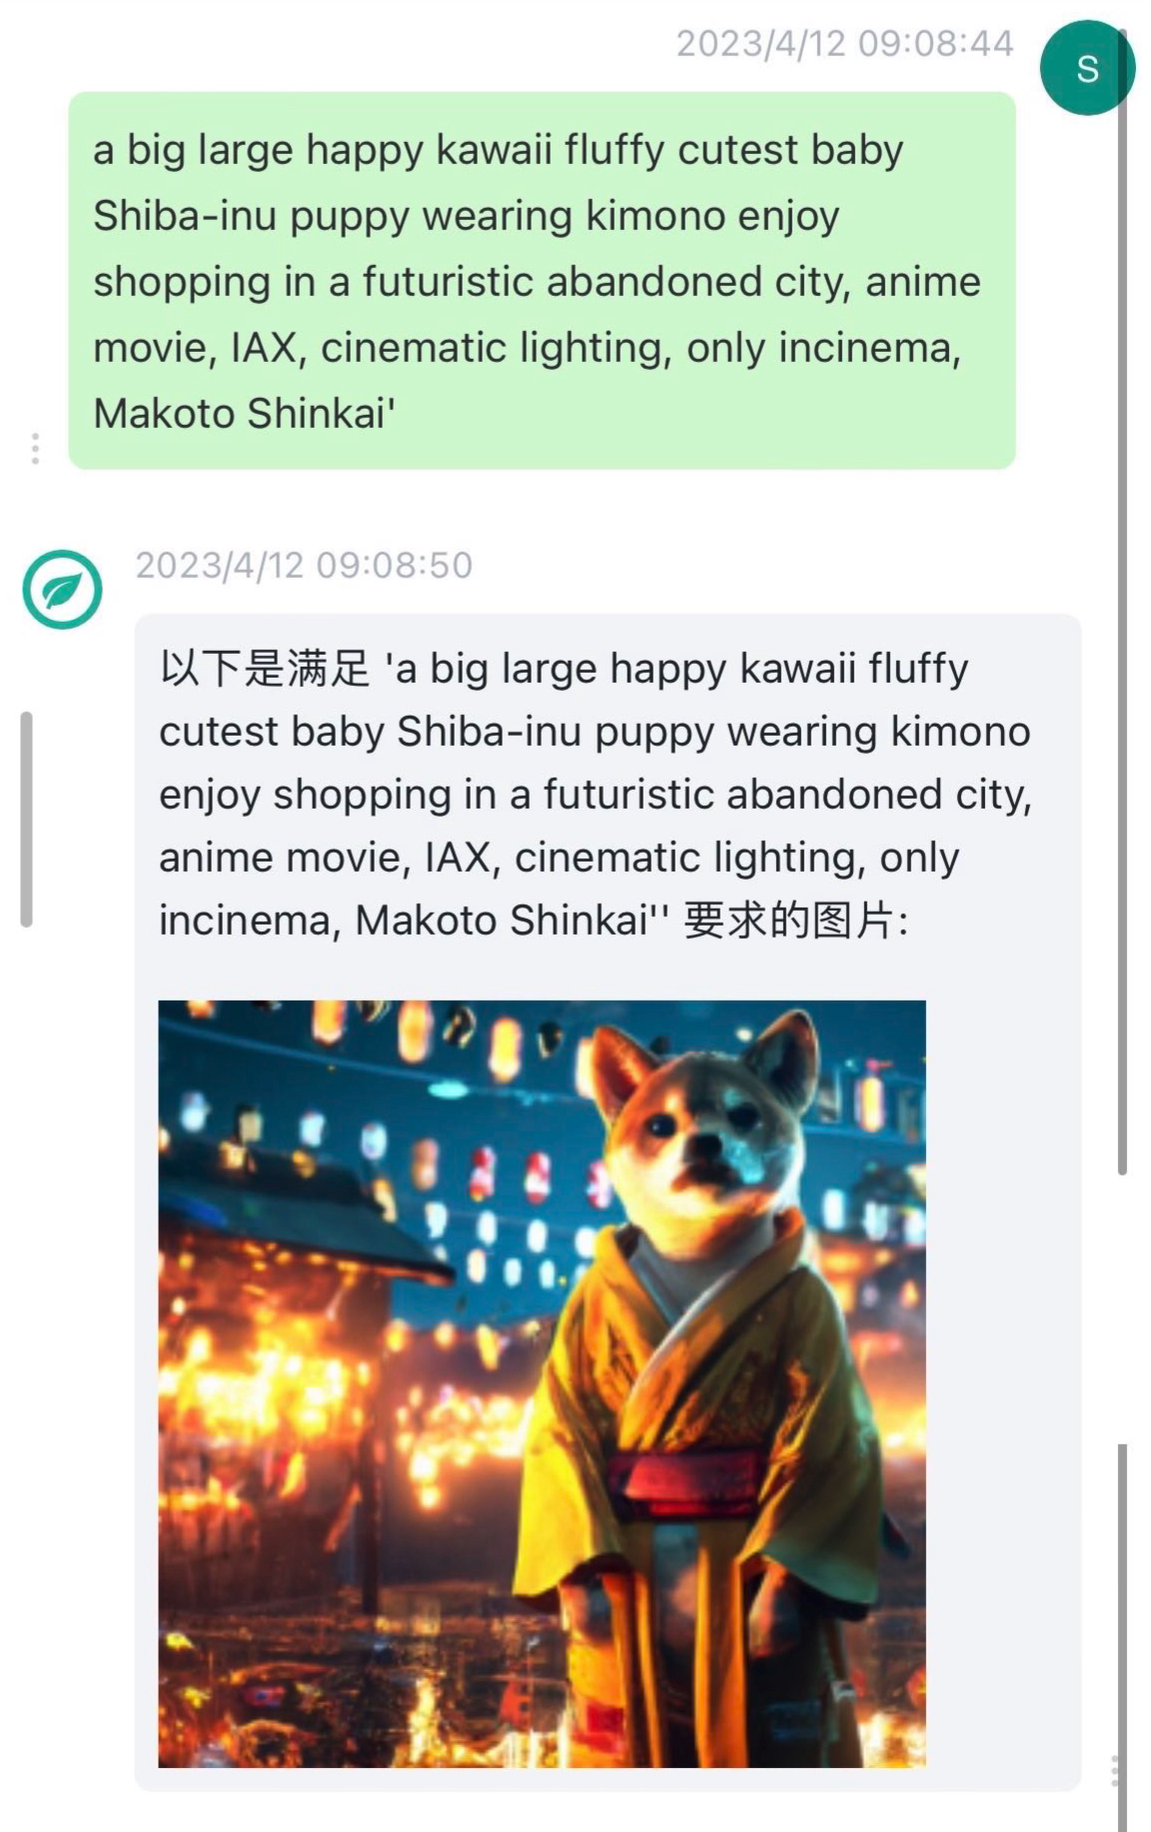 2023/4/12 09:08:44
S
a big large happy kawaii fluffy cutest baby
Shiba-inu puppy wearing kimono enjoy
shopping in a futuristic abandoned city, anime
movie, IAX, cinematic lighting, only incinema,
Makoto Shinkai'
2023/4/12 09:08:50
以下是满足 'a big large happy kawaii fluffy
cutest baby Shiba-inu puppy wearing kimono
enjoy shopping in a futuristic abandoned city,
anime movie, IAX, cinematic lighting, only
incinema, Makoto Shinkai'' 要求的图片: